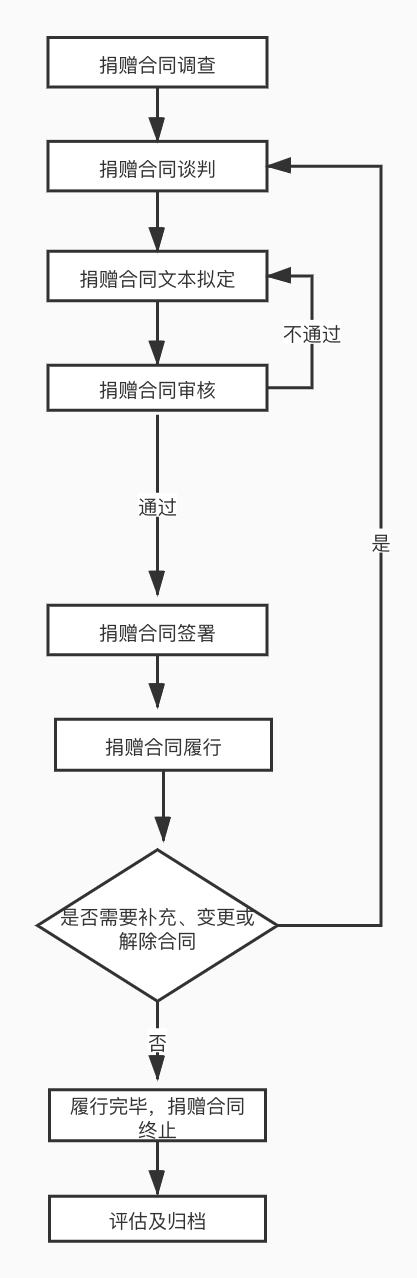 捐赠合同调查
捐赠合同谈判
捐赠合同文本拟定
不通过
捐赠合同审核
通过
是
捐赠合同签署
捐赠合同履行
是否需要补充、变更或
解除合同
否
履行完毕，捐赠合同
终止
评估及归档